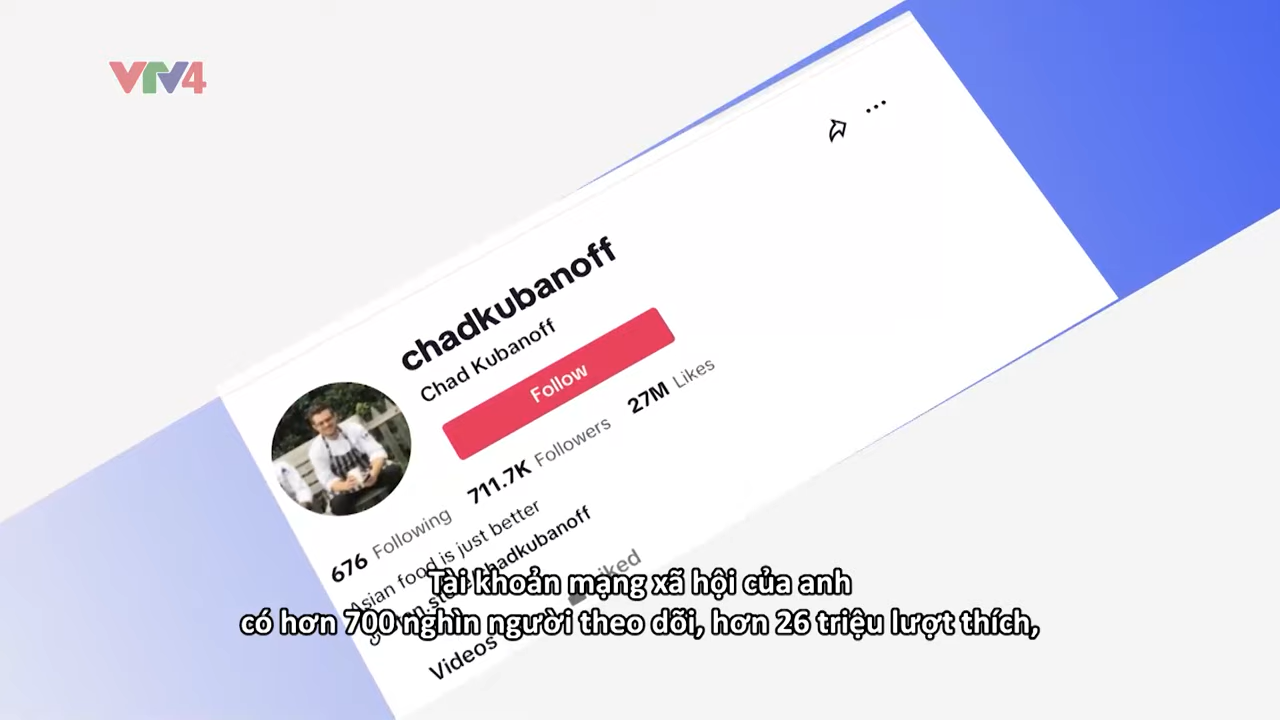 VTV4
chadkubanoff
Chad Kubanoff
Follow
676 Following 711.7K Followers 27M Likes
Asian food is just better
Videos
Tài khoản mạng xã hội của anh
có hơn 700 nghìn người theo dõi, hơn 26 triệu lượt thích,